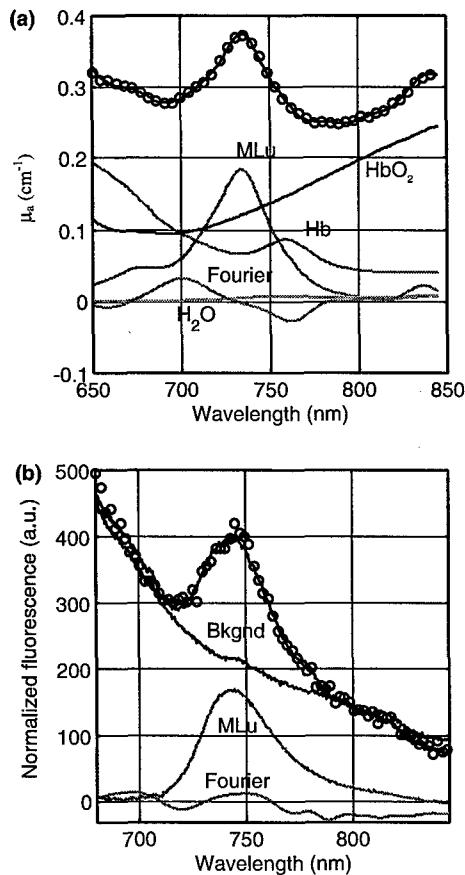 (a)
0.4
0.3
0.2
0.1
0
-0.1
μa (cm⁻¹)
MLu
HbO₂
Hb
Fourier
H₂O
650 700 750 800 850
Wavelength (nm)
(b)
500
400
300
200
100
0
Normalized fluorescence (a.u.)
Bkgnd
MLu
Fourier
700 750 800
Wavelength (nm)